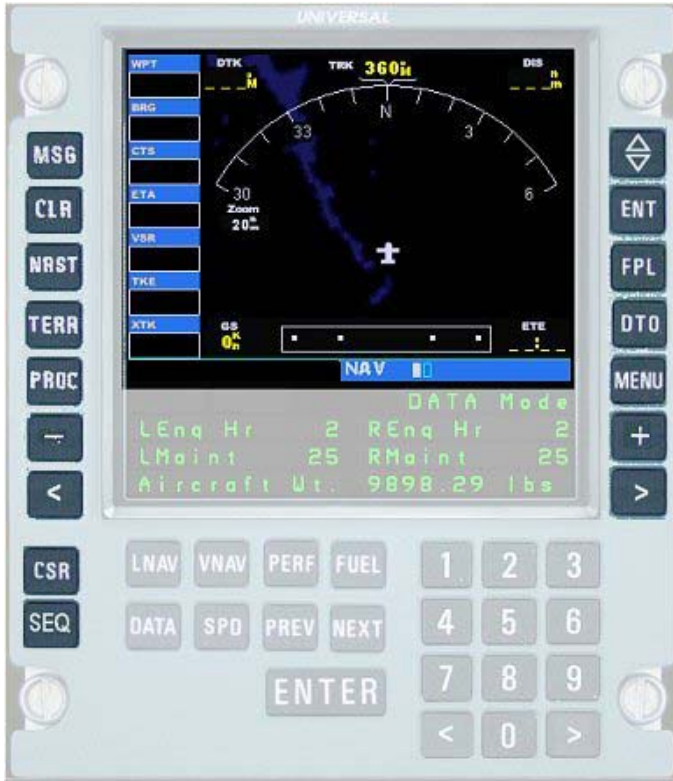 UNIVERSAL
WPT
DTK
TRK 360°M
DIS
_ _ _°M
_ _ _nm
BRG
N
33
3
CTS
ETA
30
6
Zoom
20nm
VSR
TKE
XTK
GS
0Kn
ETE
_ _:_ _
NAV
DATA Mode
LEng Hr 2 REng Hr 2
LMaint 25 RMaint 25
Aircraft Wt. 9898.29 lbs
MSG
CLR
NRST
TERR
PROC
-
<
CSR
SEQ
ENT
FPL
DTO
MENU
+
>
LNAV VNAV PERF FUEL
DATA SPD PREV NEXT
ENTER
1 2 3
4 5 6
7 8 9
< 0 >